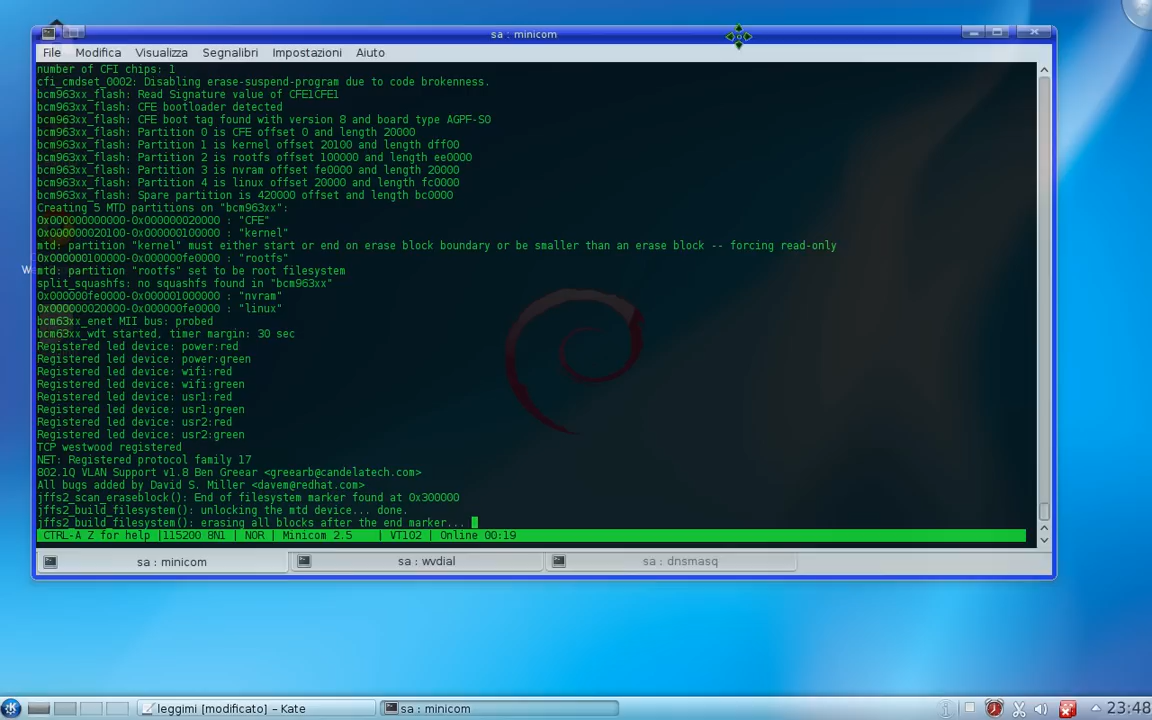 sa : minicom
File Modifica Visualizza Segnalibri Impostazioni Aiuto
number of CFI chips: 1
cfi_cmdset_0002: Disabling erase-suspend-program due to code brokenness.
bcm963xx_flash: Read Signature value of CFE1CFE1
bcm963xx_flash: CFE bootloader detected
bcm963xx_flash: CFE boot tag found with version 8 and board type AGPF-S0
bcm963xx_flash: Partition 0 is CFE offset 0 and length 20000
bcm963xx_flash: Partition 1 is kernel offset 20100 and length dff00
bcm963xx_flash: Partition 2 is rootfs offset 100000 and length ee0000
bcm963xx_flash: Partition 3 is nvram offset fe0000 and length 20000
bcm963xx_flash: Partition 4 is linux offset 20000 and length fc0000
bcm963xx_flash: Spare partition is 420000 offset and length bc0000
Creating 5 MTD partitions on "bcm963xx":
0x000000000000-0x000000020000 : "CFE"
0x000000020100-0x000000100000 : "kernel"
mtd: partition "kernel" must either start or end on erase block boundary or be smaller than an erase block -- forcing read-only
0x000000100000-0x000000fe0000 : "rootfs"
mtd: partition "rootfs" set to be root filesystem
split_squashfs: no squashfs found in "bcm963xx"
0x000000fe0000-0x000001000000 : "nvram"
0x000000020000-0x000000fe0000 : "linux"
bcm63xx_enet MII bus: probed
bcm63xx_wdt started, timer margin: 30 sec
Registered led device: power:red
Registered led device: power:green
Registered led device: wifi:red
Registered led device: wifi:green
Registered led device: usr1:red
Registered led device: usr1:green
Registered led device: usr2:red
Registered led device: usr2:green
TCP westwood registered
NET: Registered protocol family 17
802.1Q VLAN Support v1.8 Ben Greear <greearb@candelatech.com>
All bugs added by David S. Miller <davem@redhat.com>
jffs2_scan_eraseblock(): End of filesystem marker found at 0x300000
jffs2_build_filesystem(): unlocking the mtd device... done.
jffs2_build_filesystem(): erasing all blocks after the end marker...
CTRL-A Z for help |115200 8N1 | NOR | Minicom 2.5 | VT102 | Online 00:19
sa : minicom sa : wvdial sa : dnsmasq
leggimi [modificato] – Kate sa : minicom 23:48